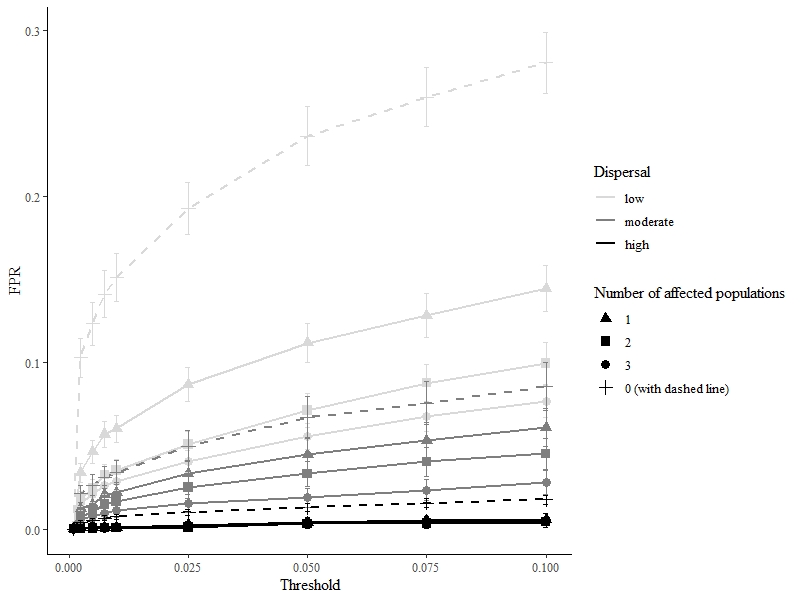 0.3
0.2
0.1
0.0
FPR
0.000
0.025
0.050
0.075
0.100
Threshold
Dispersal
low
moderate
high
Number of affected populations
1
2
3
0 (with dashed line)